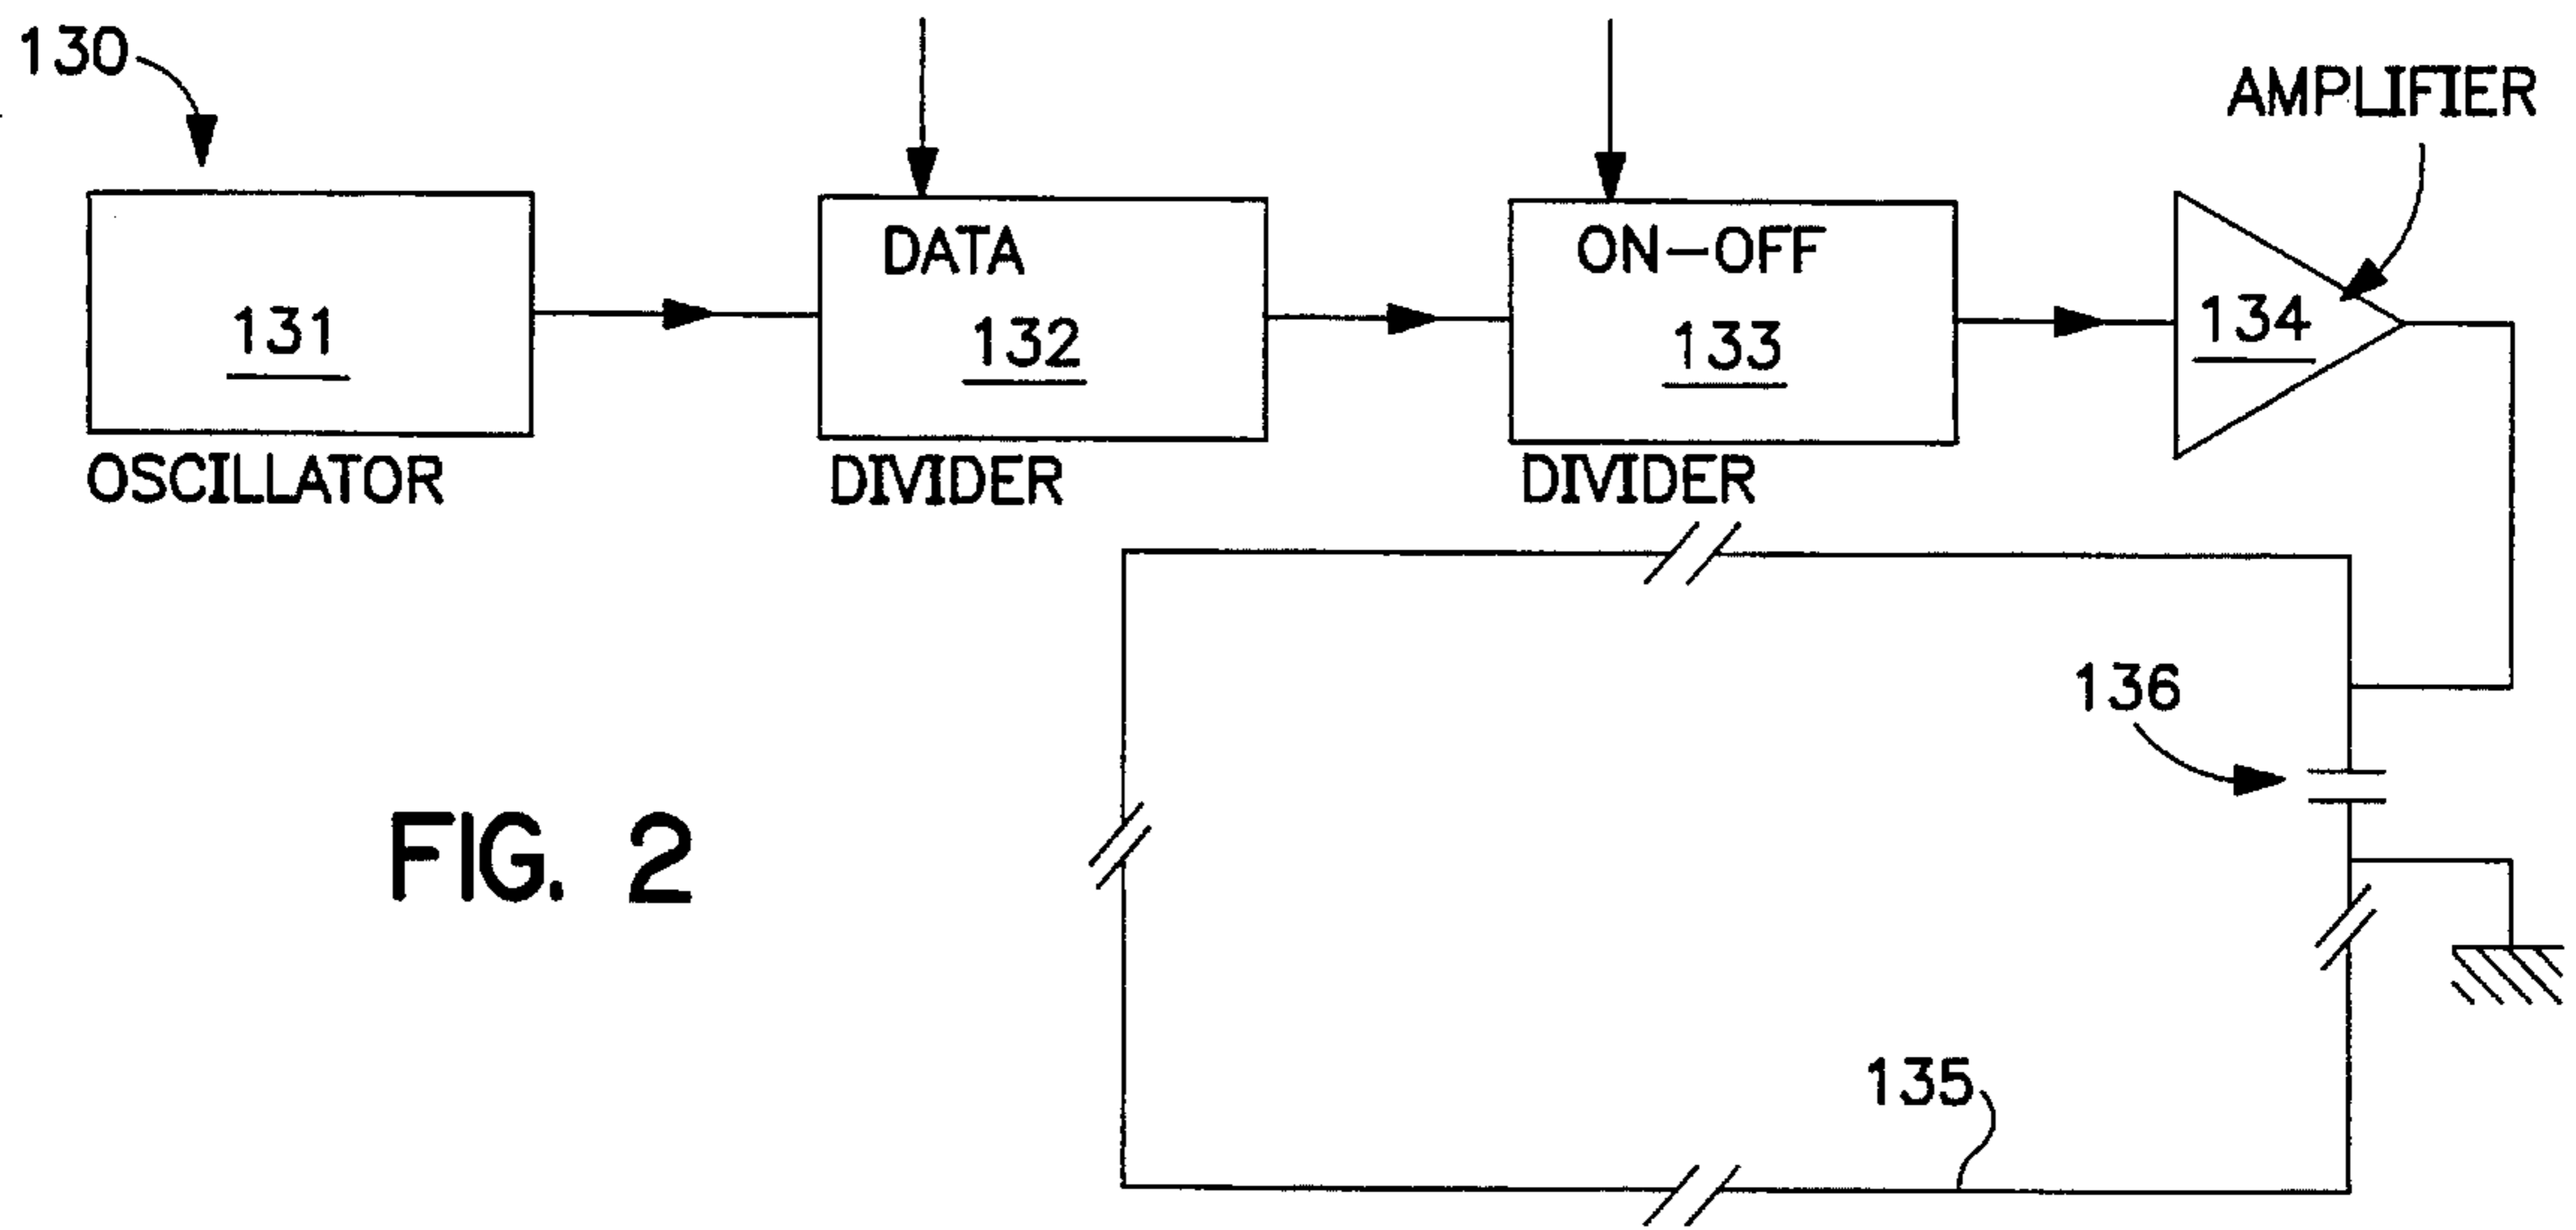 130
AMPLIFIER
DATA
ON-OFF
131
132
133
134
OSCILLATOR
DIVIDER
DIVIDER
136
FIG. 2
135